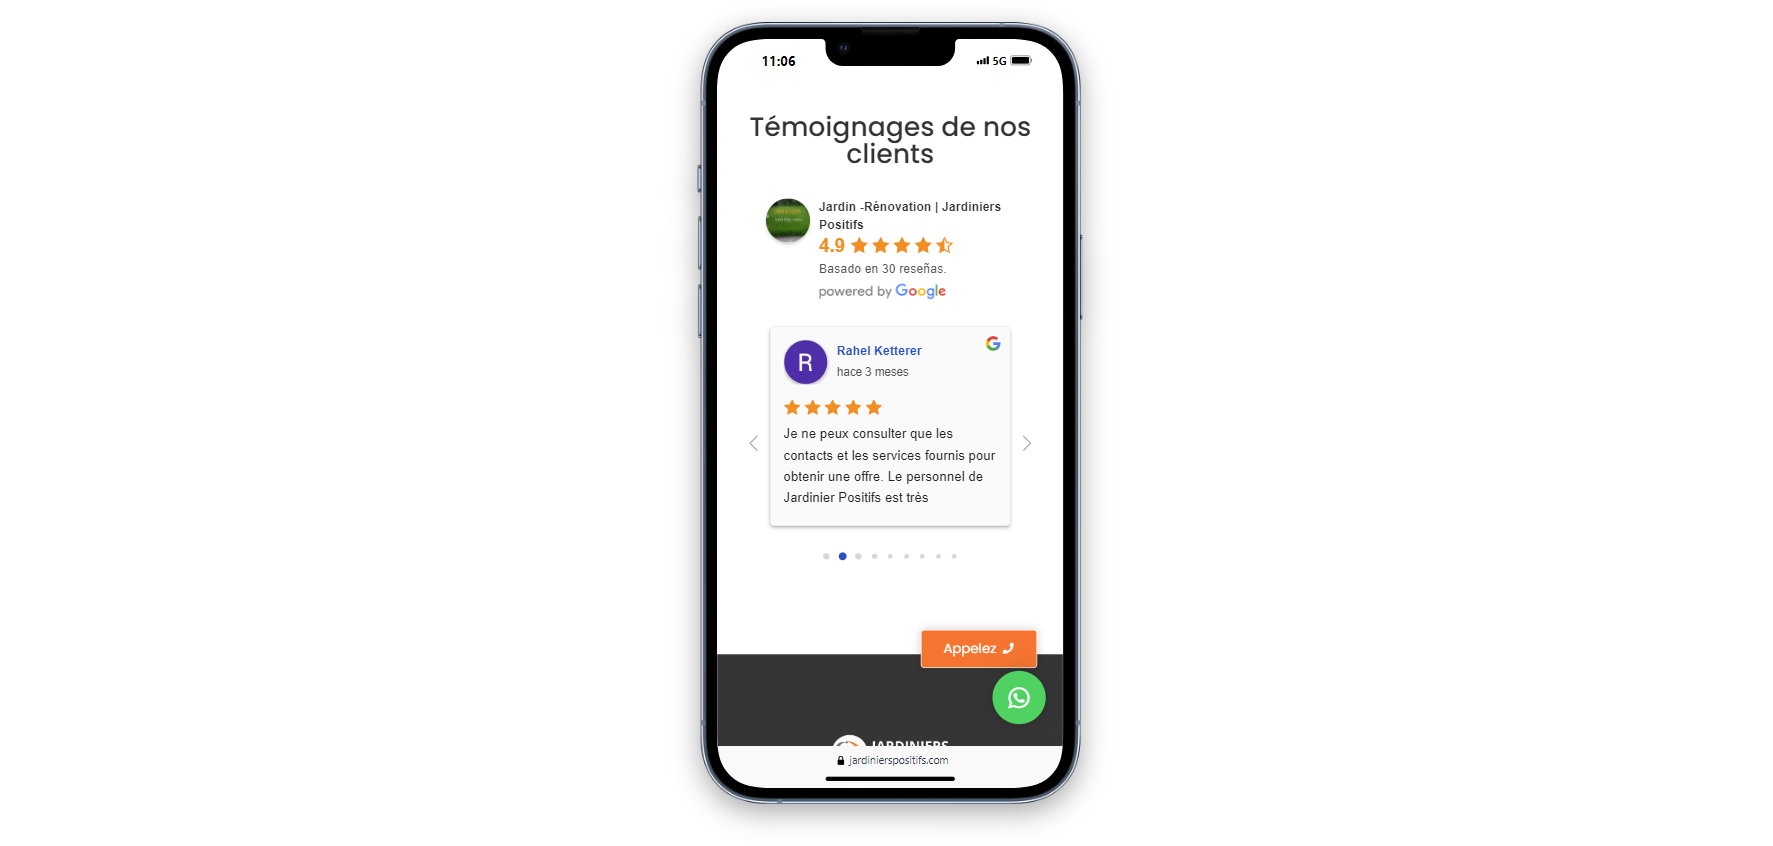 11:06
5G
Témoignages de nos
clients
Jardin -Rénovation | Jardiniers
Positifs
4.9
Basado en 30 reseñas.
powered by Google
R
Rahel Ketterer
hace 3 meses
Je ne peux consulter que les
contacts et les services fournis pour
obtenir une offre. Le personnel de
Jardinier Positifs est très
Appelez
JARDINIERS
jardinierspositifs.com